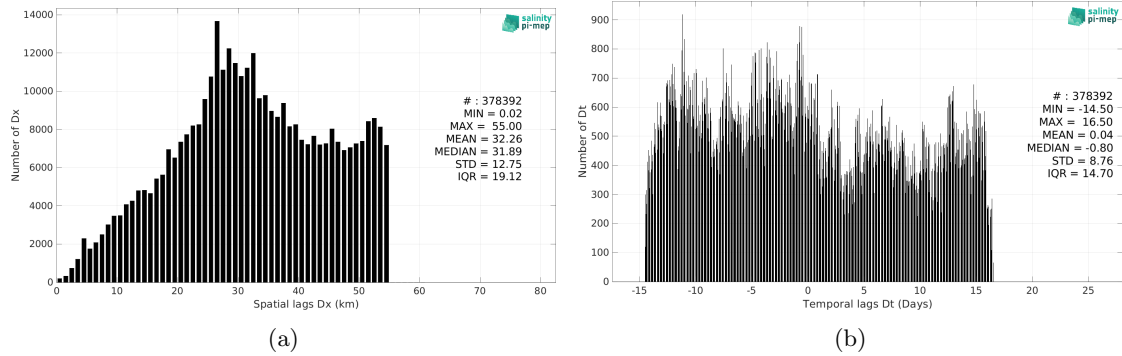 14000
12000
10000
8000
6000
4000
2000
0
Number of Dx
salinity
pi-mep
# : 378392
MIN = 0.02
MAX = 55.00
MEAN = 32.26
MEDIAN = 31.89
STD = 12.75
IQR = 19.12
0 10 20 30 40 50 60 70 80
Spatial lags Dx (km)
(a)
900
800
700
600
500
400
300
200
100
0
Number of Dt
salinity
pi-mep
# : 378392
MIN = -14.50
MAX = 16.50
MEAN = 0.04
MEDIAN = -0.80
STD = 8.76
IQR = 14.70
-15 -10 -5 0 5 10 15 20 25
Temporal lags Dt (Days)
(b)